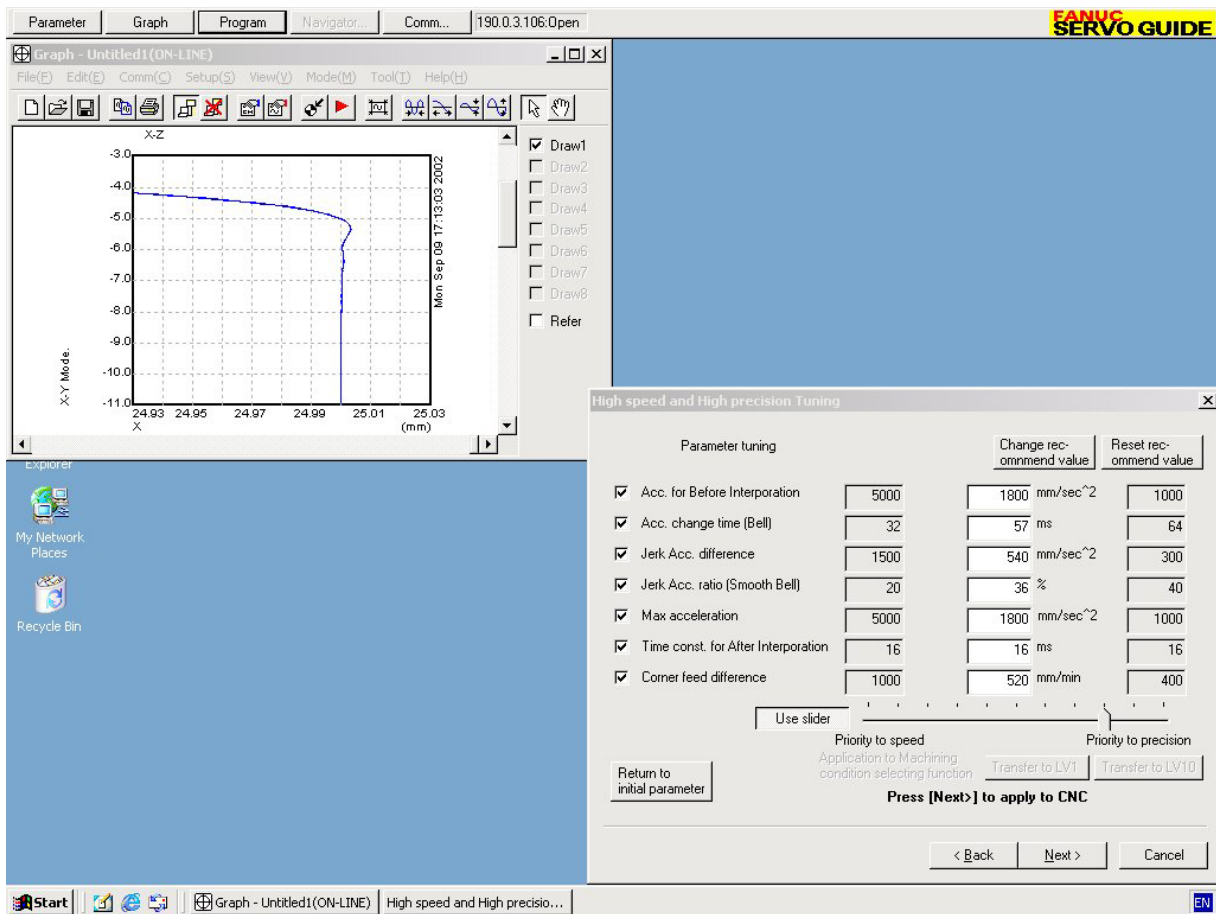 Parameter Graph Program Navigator... Comm... 190.0.3.106:Open
FANUC
SERVO GUIDE
Graph - Untitled1(ON-LINE)
File(F) Edit(E) Comm(C) Setup(S) View(V) Mode(M) Tool(T) Help(H)
X-Z
-3.0
-4.0
-5.0
-6.0
-7.0
-8.0
-9.0
-10.0
-11.0
24.93 24.95 24.97 24.99 25.01 25.03
X (mm)
X-Y Mode.
Mon Sep 09 17:13:03 2002
Draw1
Draw2
Draw3
Draw4
Draw5
Draw6
Draw7
Draw8
Refer
Explorer
My Network
Places
Recycle Bin
High speed and High precision Tuning
Parameter tuning
Change rec-
omnmend value
Reset rec-
ommend value
Acc. for Before Interporation 5000 1800 mm/sec^2 1000
Acc. change time (Bell) 32 57 ms 64
Jerk Acc. difference 1500 540 mm/sec^2 300
Jerk Acc. ratio (Smooth Bell) 20 36 % 40
Max acceleration 5000 1800 mm/sec^2 1000
Time const. for After Interporation 16 16 ms 16
Corner feed difference 1000 520 mm/min 400
Use slider
Priority to speed Priority to precision
Application to Machining
condition selecting function
Transfer to LV1 Transfer to LV10
Return to
initial parameter
Press [Next>] to apply to CNC
< Back Next > Cancel
Start Graph - Untitled1(ON-LINE) High speed and High precisio... EN